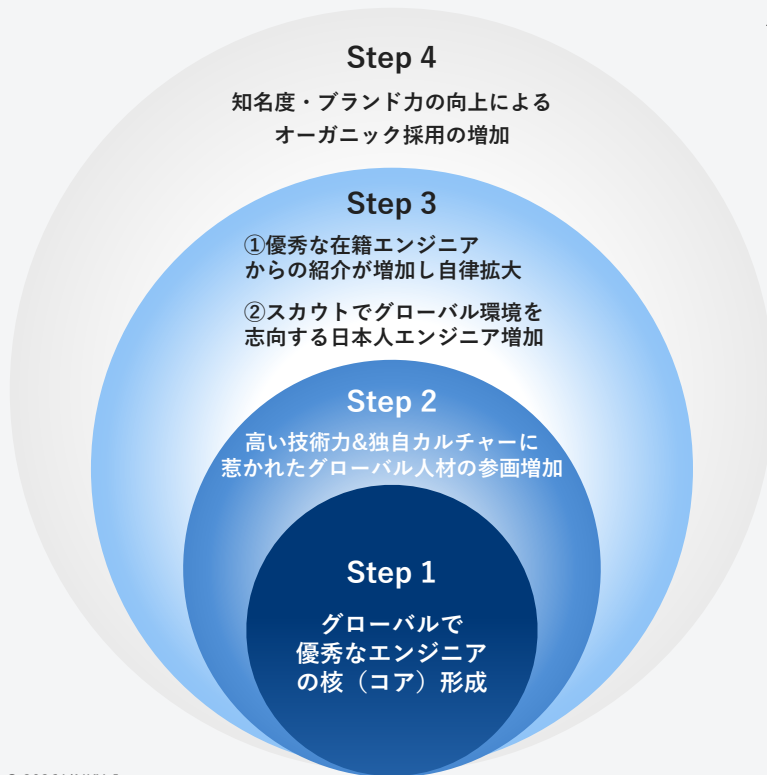 Step 4
知名度・ブランド力の向上による
オーガニック採用の増加
Step 3
①優秀な在籍エンジニア
からの紹介が増加し自律拡大
②スカウトでグローバル環境を
志向する日本人エンジニア増加
Step 2
高い技術力&独自カルチャーに
惹かれたグローバル人材の参画増加
Step 1
グローバルで
優秀なエンジニア
の核（コア）形成